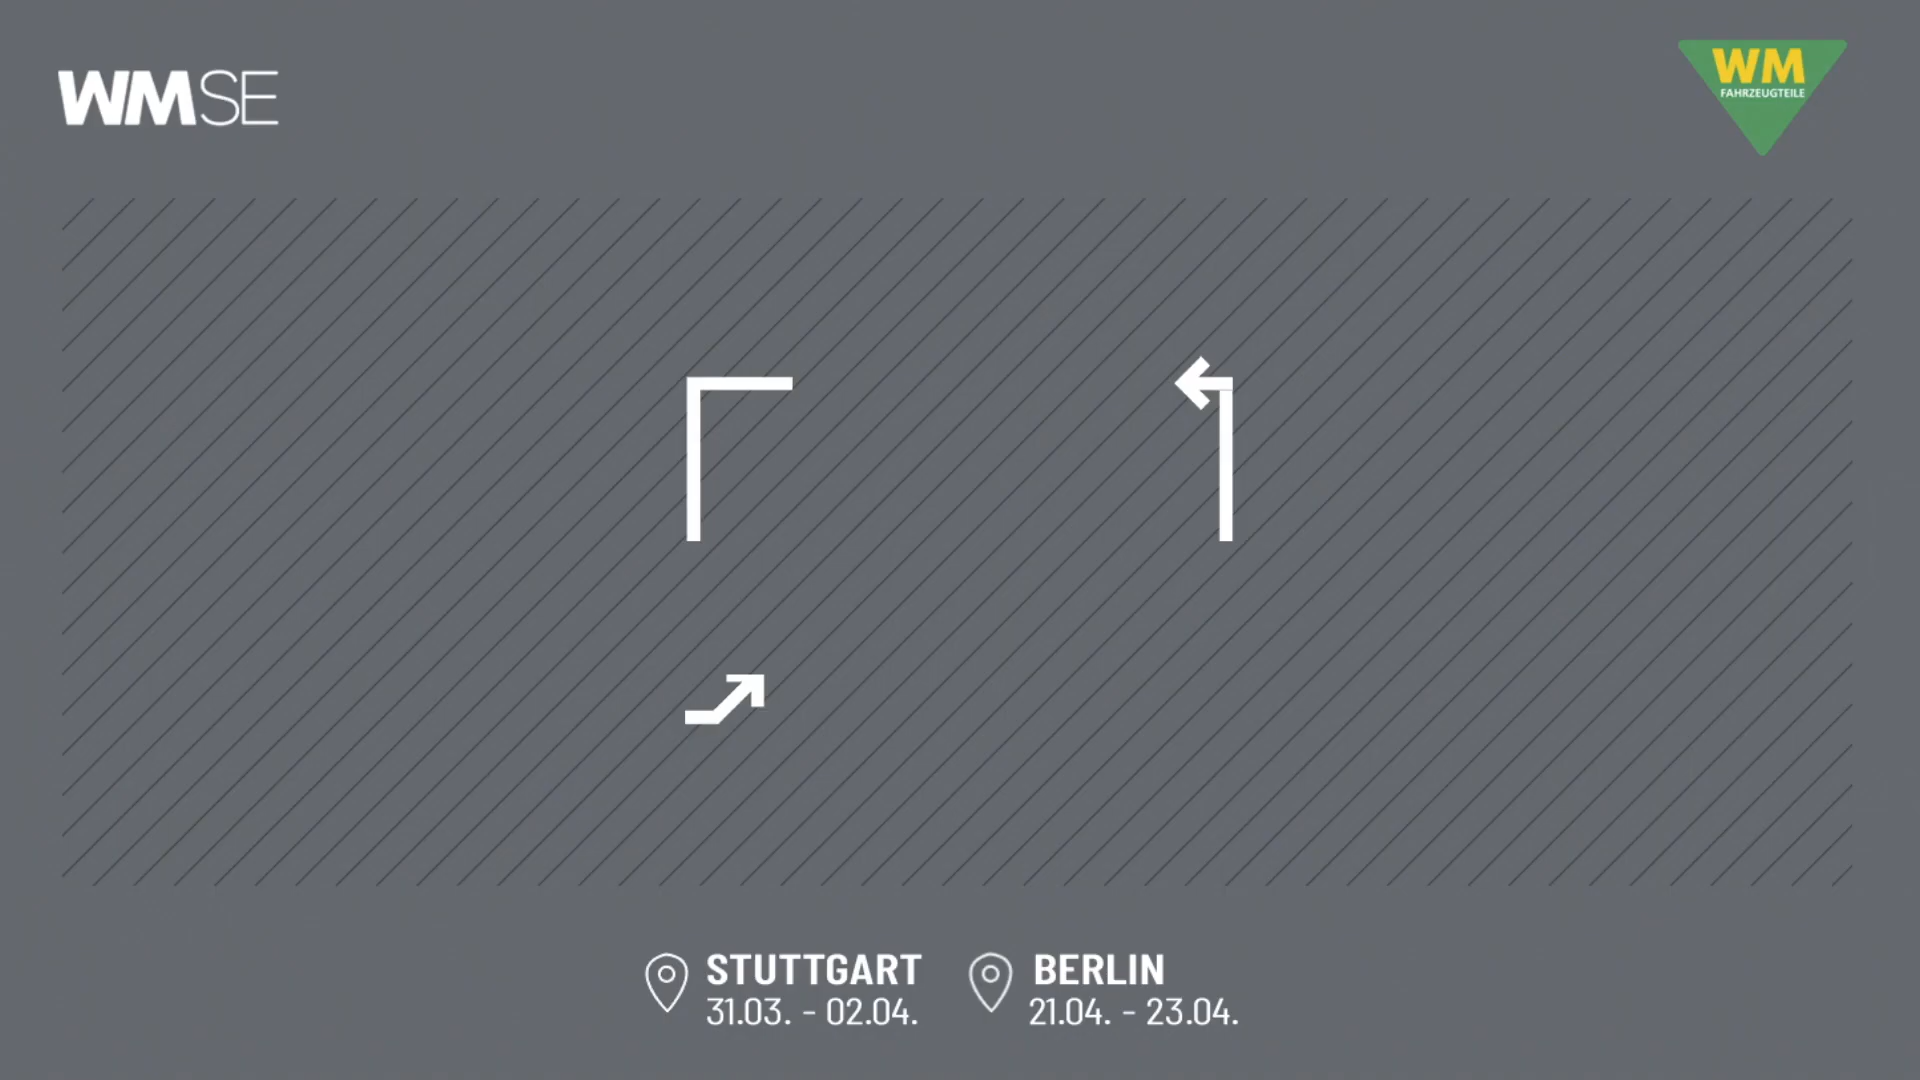 WMSE
WM
FAHRZEUGTEILE
STUTTGART
31.03. - 02.04.
BERLIN
21.04. - 23.04.